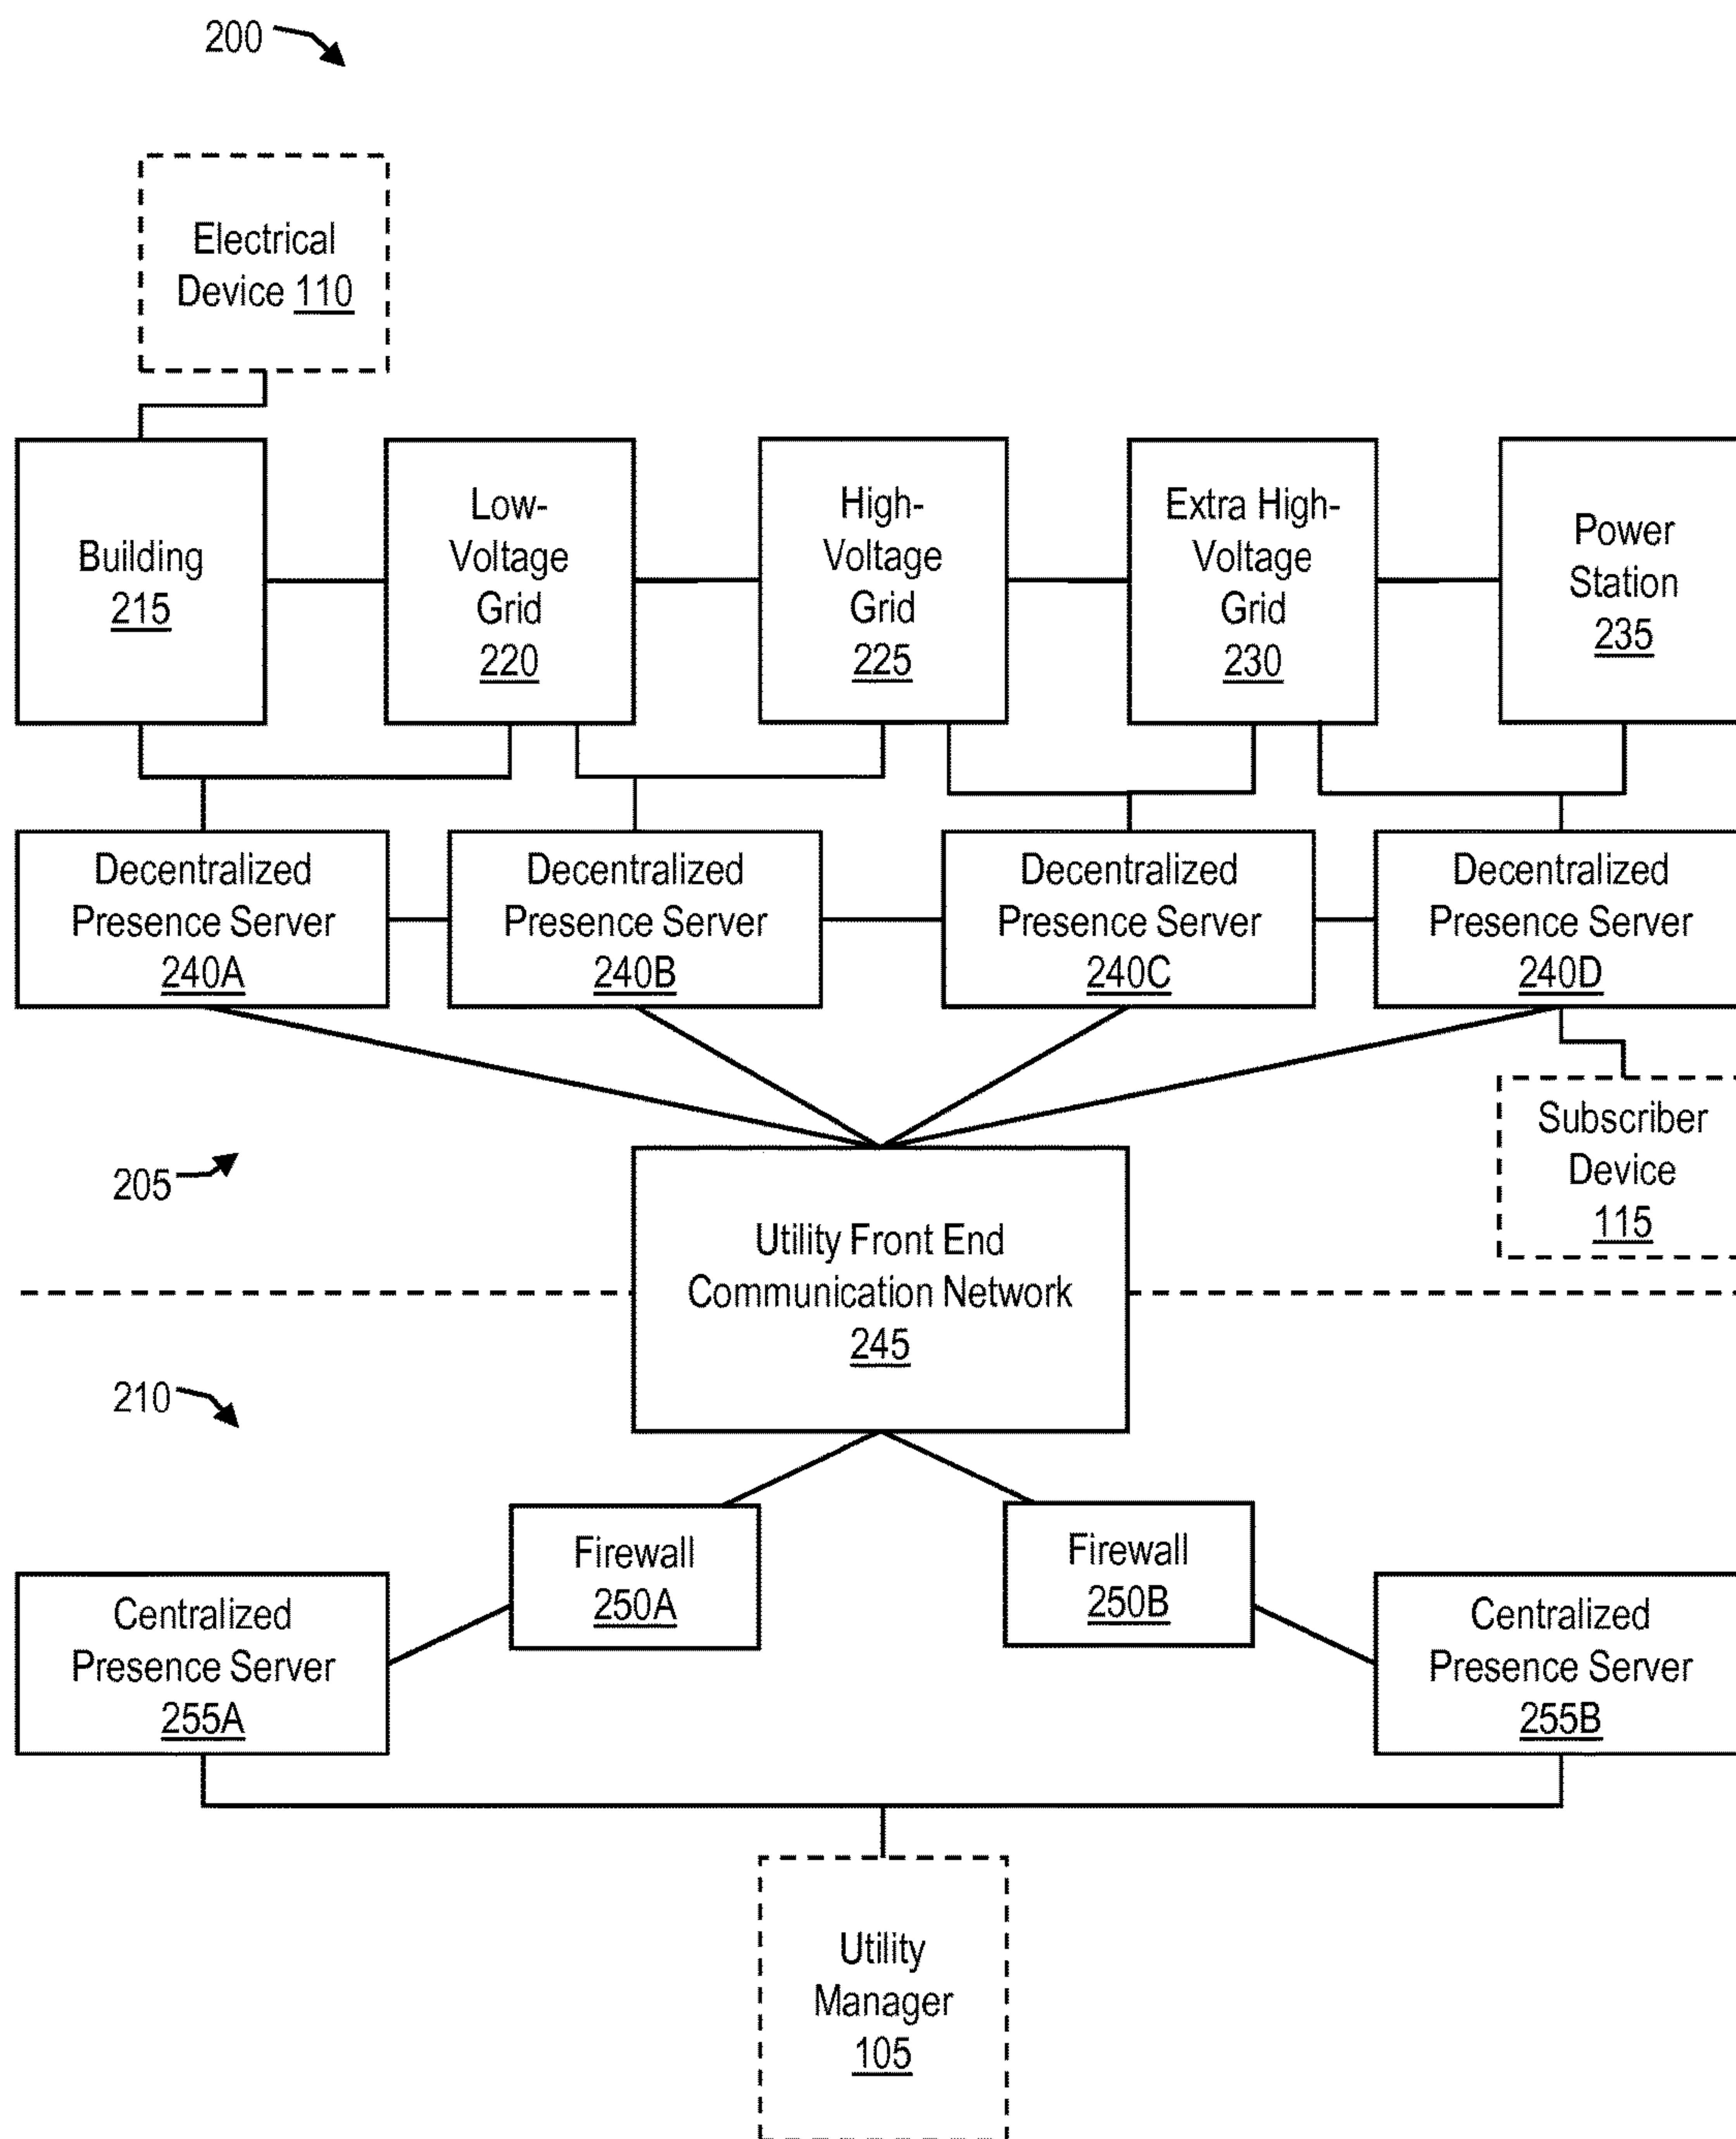 200
Electrical
Device 110
Building
215
Low-
Voltage
Grid
220
High-
Voltage
Grid
225
Extra High-
Voltage
Grid
230
Power
Station
235
Decentralized
Presence Server
240A
Decentralized
Presence Server
240B
Decentralized
Presence Server
240C
Decentralized
Presence Server
240D
Subscriber
Device
115
205
Utility Front End
Communication Network
245
210
Firewall
250A
Firewall
250B
Centralized
Presence Server
255A
Centralized
Presence Server
255B
Utility
Manager
105